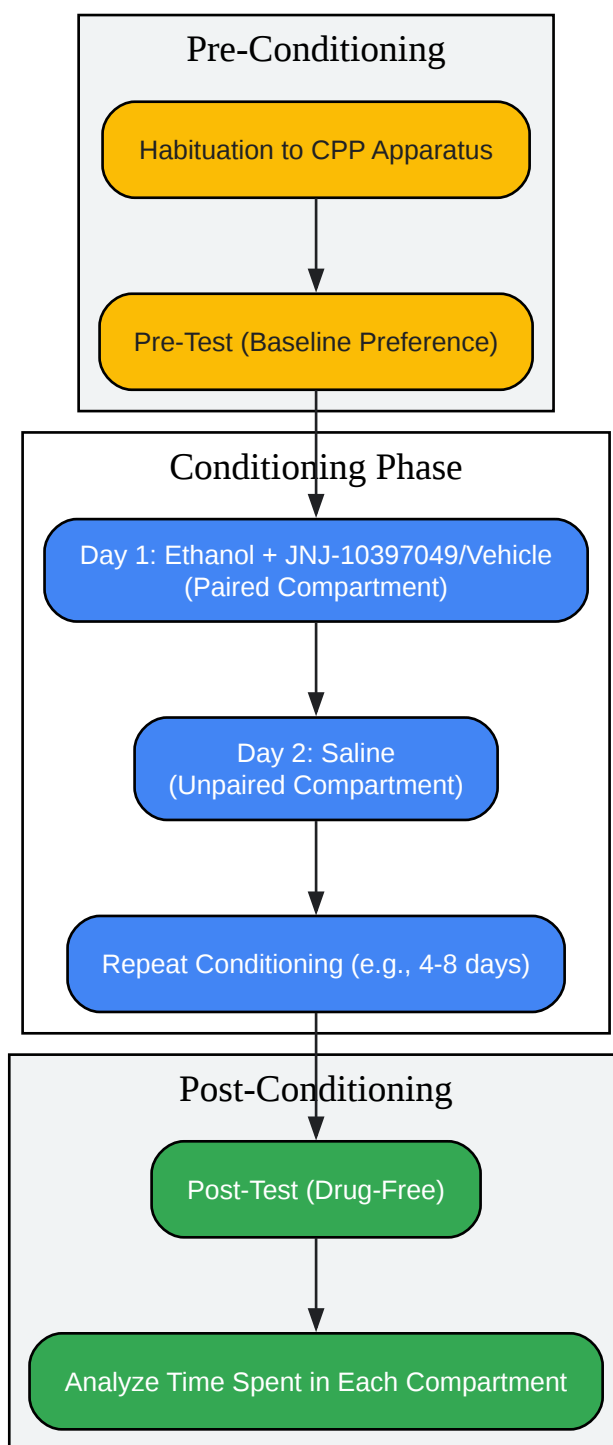 Pre-Conditioning
Habituation to CPP Apparatus
Pre-Test (Baseline Preference)
Conditioning Phase
Day 1: Ethanol + JNJ-10397049/Vehicle
(Paired Compartment)
Day 2: Saline
(Unpaired Compartment)
Repeat Conditioning (e.g., 4-8 days)
Post-Conditioning
Post-Test (Drug-Free)
Analyze Time Spent in Each Compartment